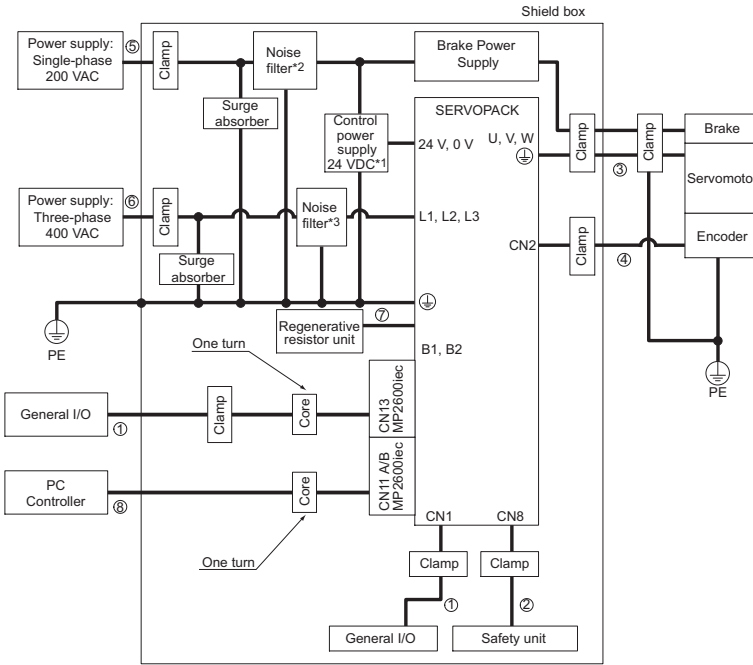 Shield box
Power supply:
Single-phase
200 VAC
⑤
Clamp
Noise
filter*2
Brake Power
Supply
Surge
absorber
Control
power
supply
24 VDC*1
SERVOPACK
24 V, 0 V
U, V, W
Clamp
Clamp
③
Brake
Servomoto
Encoder
Power supply:
Three-phase
400 VAC
⑥
Clamp
Noise
filter*3
L1, L2, L3
CN2
Clamp
④
Surge
absorber
PE
⑦
Regenerative
resistor unit
B1, B2
PE
One turn
General I/O
①
Clamp
Core
CN13
MP2600iec
PC
Controller
⑧
Core
CN11 A/B
MP2600iec
One turn
CN1
CN8
Clamp
Clamp
①
②
General I/O
Safety unit